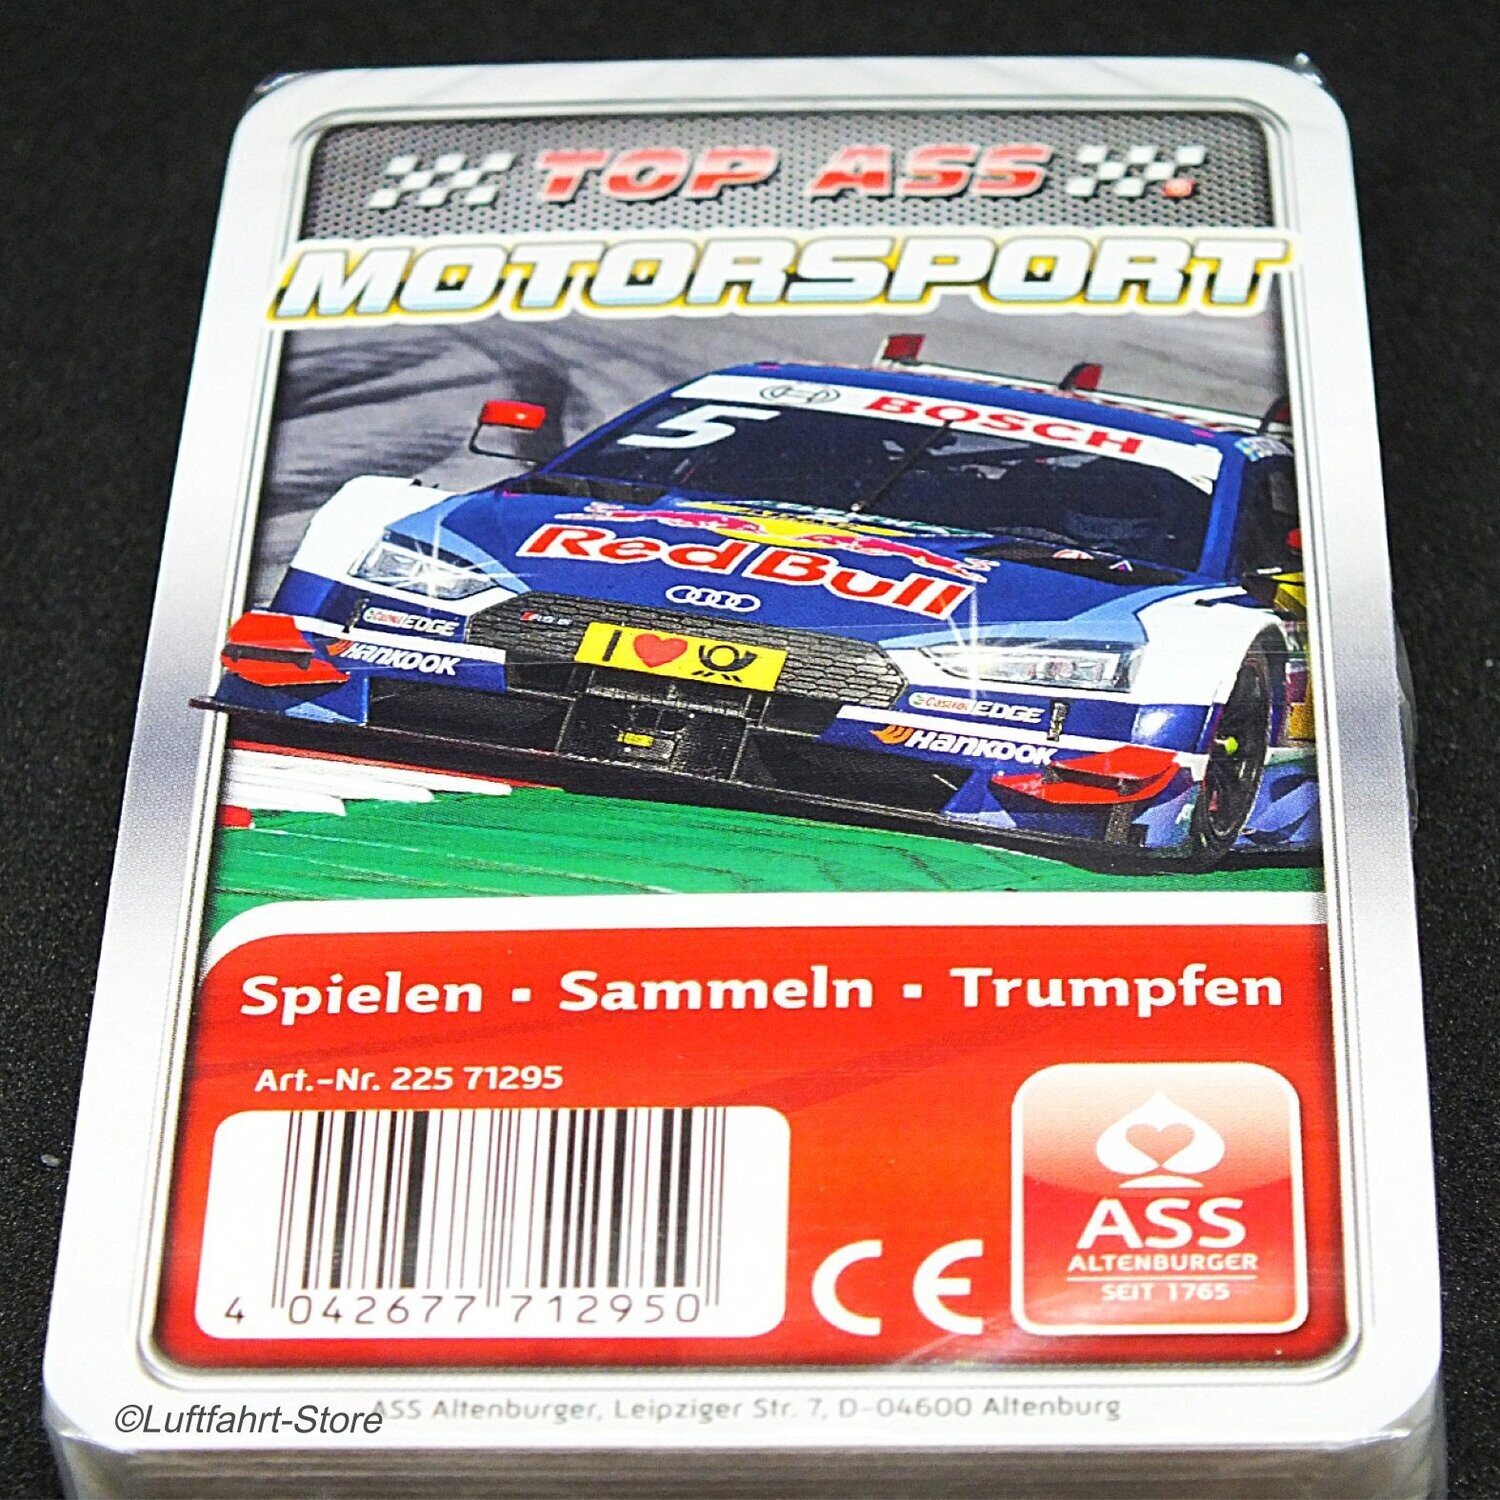 TOP ASS
MOTORSPORT
BOSCH
5
Red Bull
Castrol EDGE
HANKOOK
I ❤
Castrol EDGE
HANKOOK
Spielen ▪ Sammeln ▪ Trumpfen
Art.-Nr. 225 71295
4 042677 712950
CE
ASS
ALTENBURGER
SEIT 1765
ASS Altenburger, Leipziger Str. 7, D-04600 Altenburg
©Luftfahrt-Store